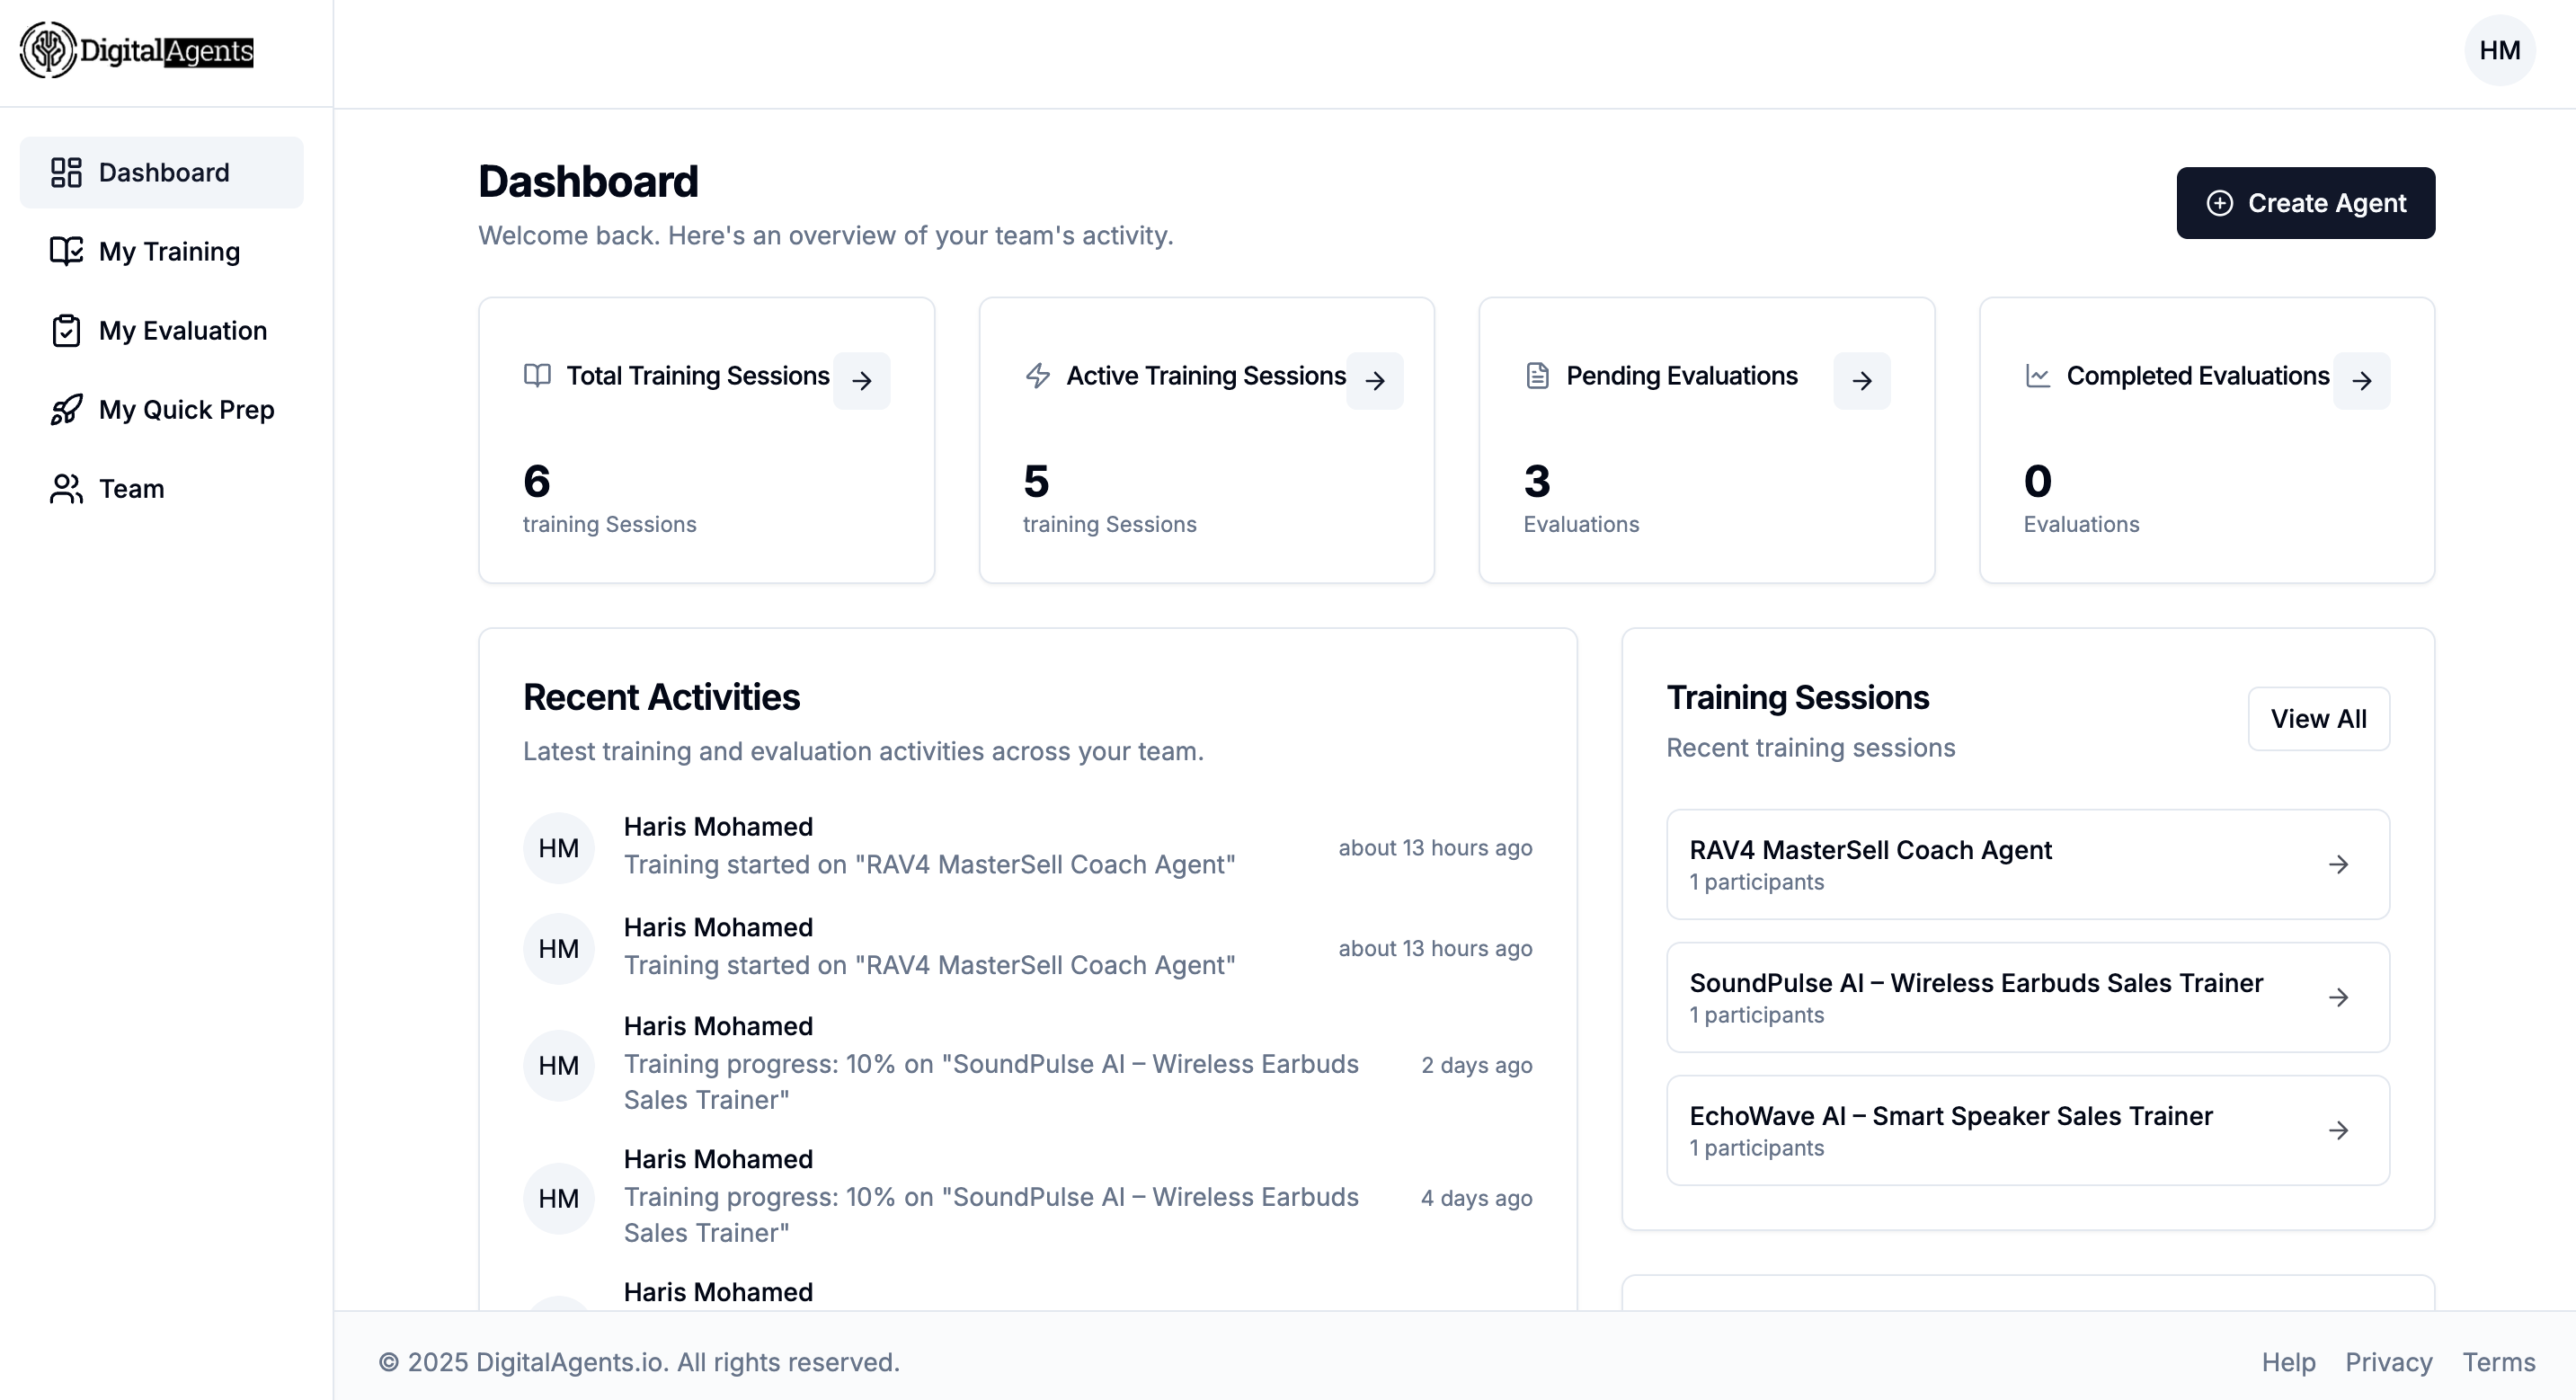 DigitalAgents
HM
Dashboard
My Training
My Evaluation
My Quick Prep
Team
Dashboard
Welcome back. Here's an overview of your team's activity.
Create Agent
Total Training Sessions
6
training Sessions
Active Training Sessions
5
training Sessions
Pending Evaluations
3
Evaluations
Completed Evaluations
0
Evaluations
Recent Activities
Latest training and evaluation activities across your team.
HM
Haris Mohamed
Training started on "RAV4 MasterSell Coach Agent"
about 13 hours ago
HM
Haris Mohamed
Training started on "RAV4 MasterSell Coach Agent"
about 13 hours ago
HM
Haris Mohamed
Training progress: 10% on "SoundPulse AI – Wireless Earbuds
Sales Trainer"
2 days ago
HM
Haris Mohamed
Training progress: 10% on "SoundPulse AI – Wireless Earbuds
Sales Trainer"
4 days ago
Haris Mohamed
Training Sessions
Recent training sessions
View All
RAV4 MasterSell Coach Agent
1 participants
SoundPulse AI – Wireless Earbuds Sales Trainer
1 participants
EchoWave AI – Smart Speaker Sales Trainer
1 participants
© 2025 DigitalAgents.io. All rights reserved.
Help
Privacy
Terms